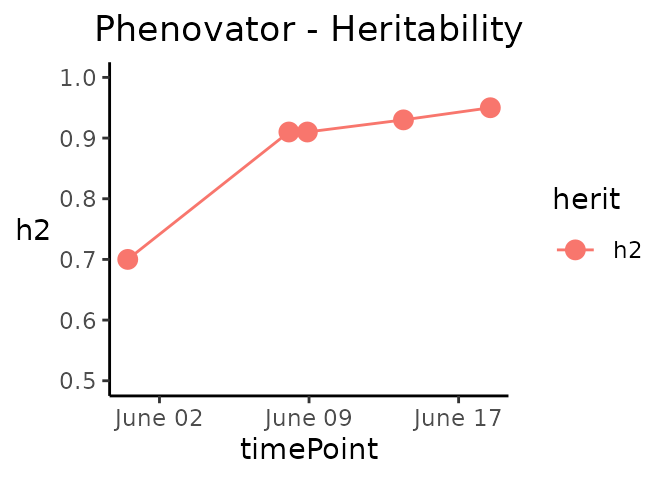 Phenovator - Heritability
1.0
0.9
0.8
0.7
0.6
0.5
h2
June 02
June 09
June 17
timePoint
herit
h2